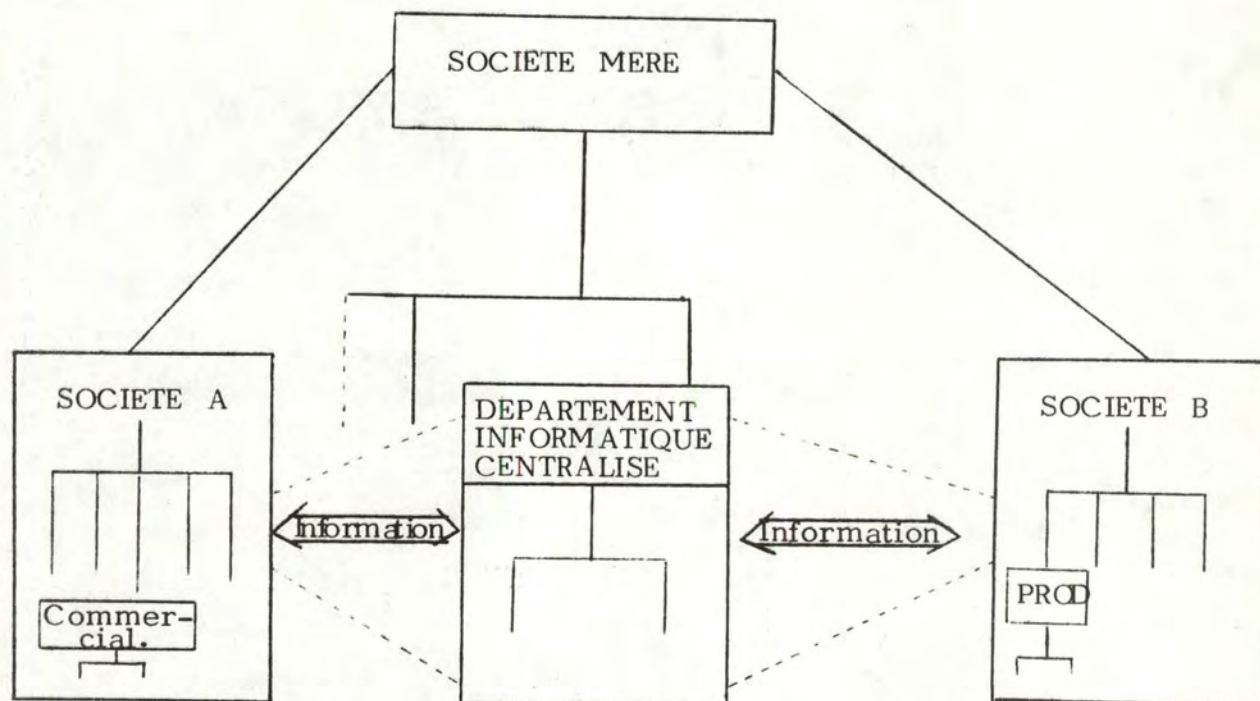 SOCIETE MERE
SOCIETE A
DEPARTEMENT
INFORMATIQUE
CENTRALISE
SOCIETE B
Information
Information
Commer-
cial.
PROD